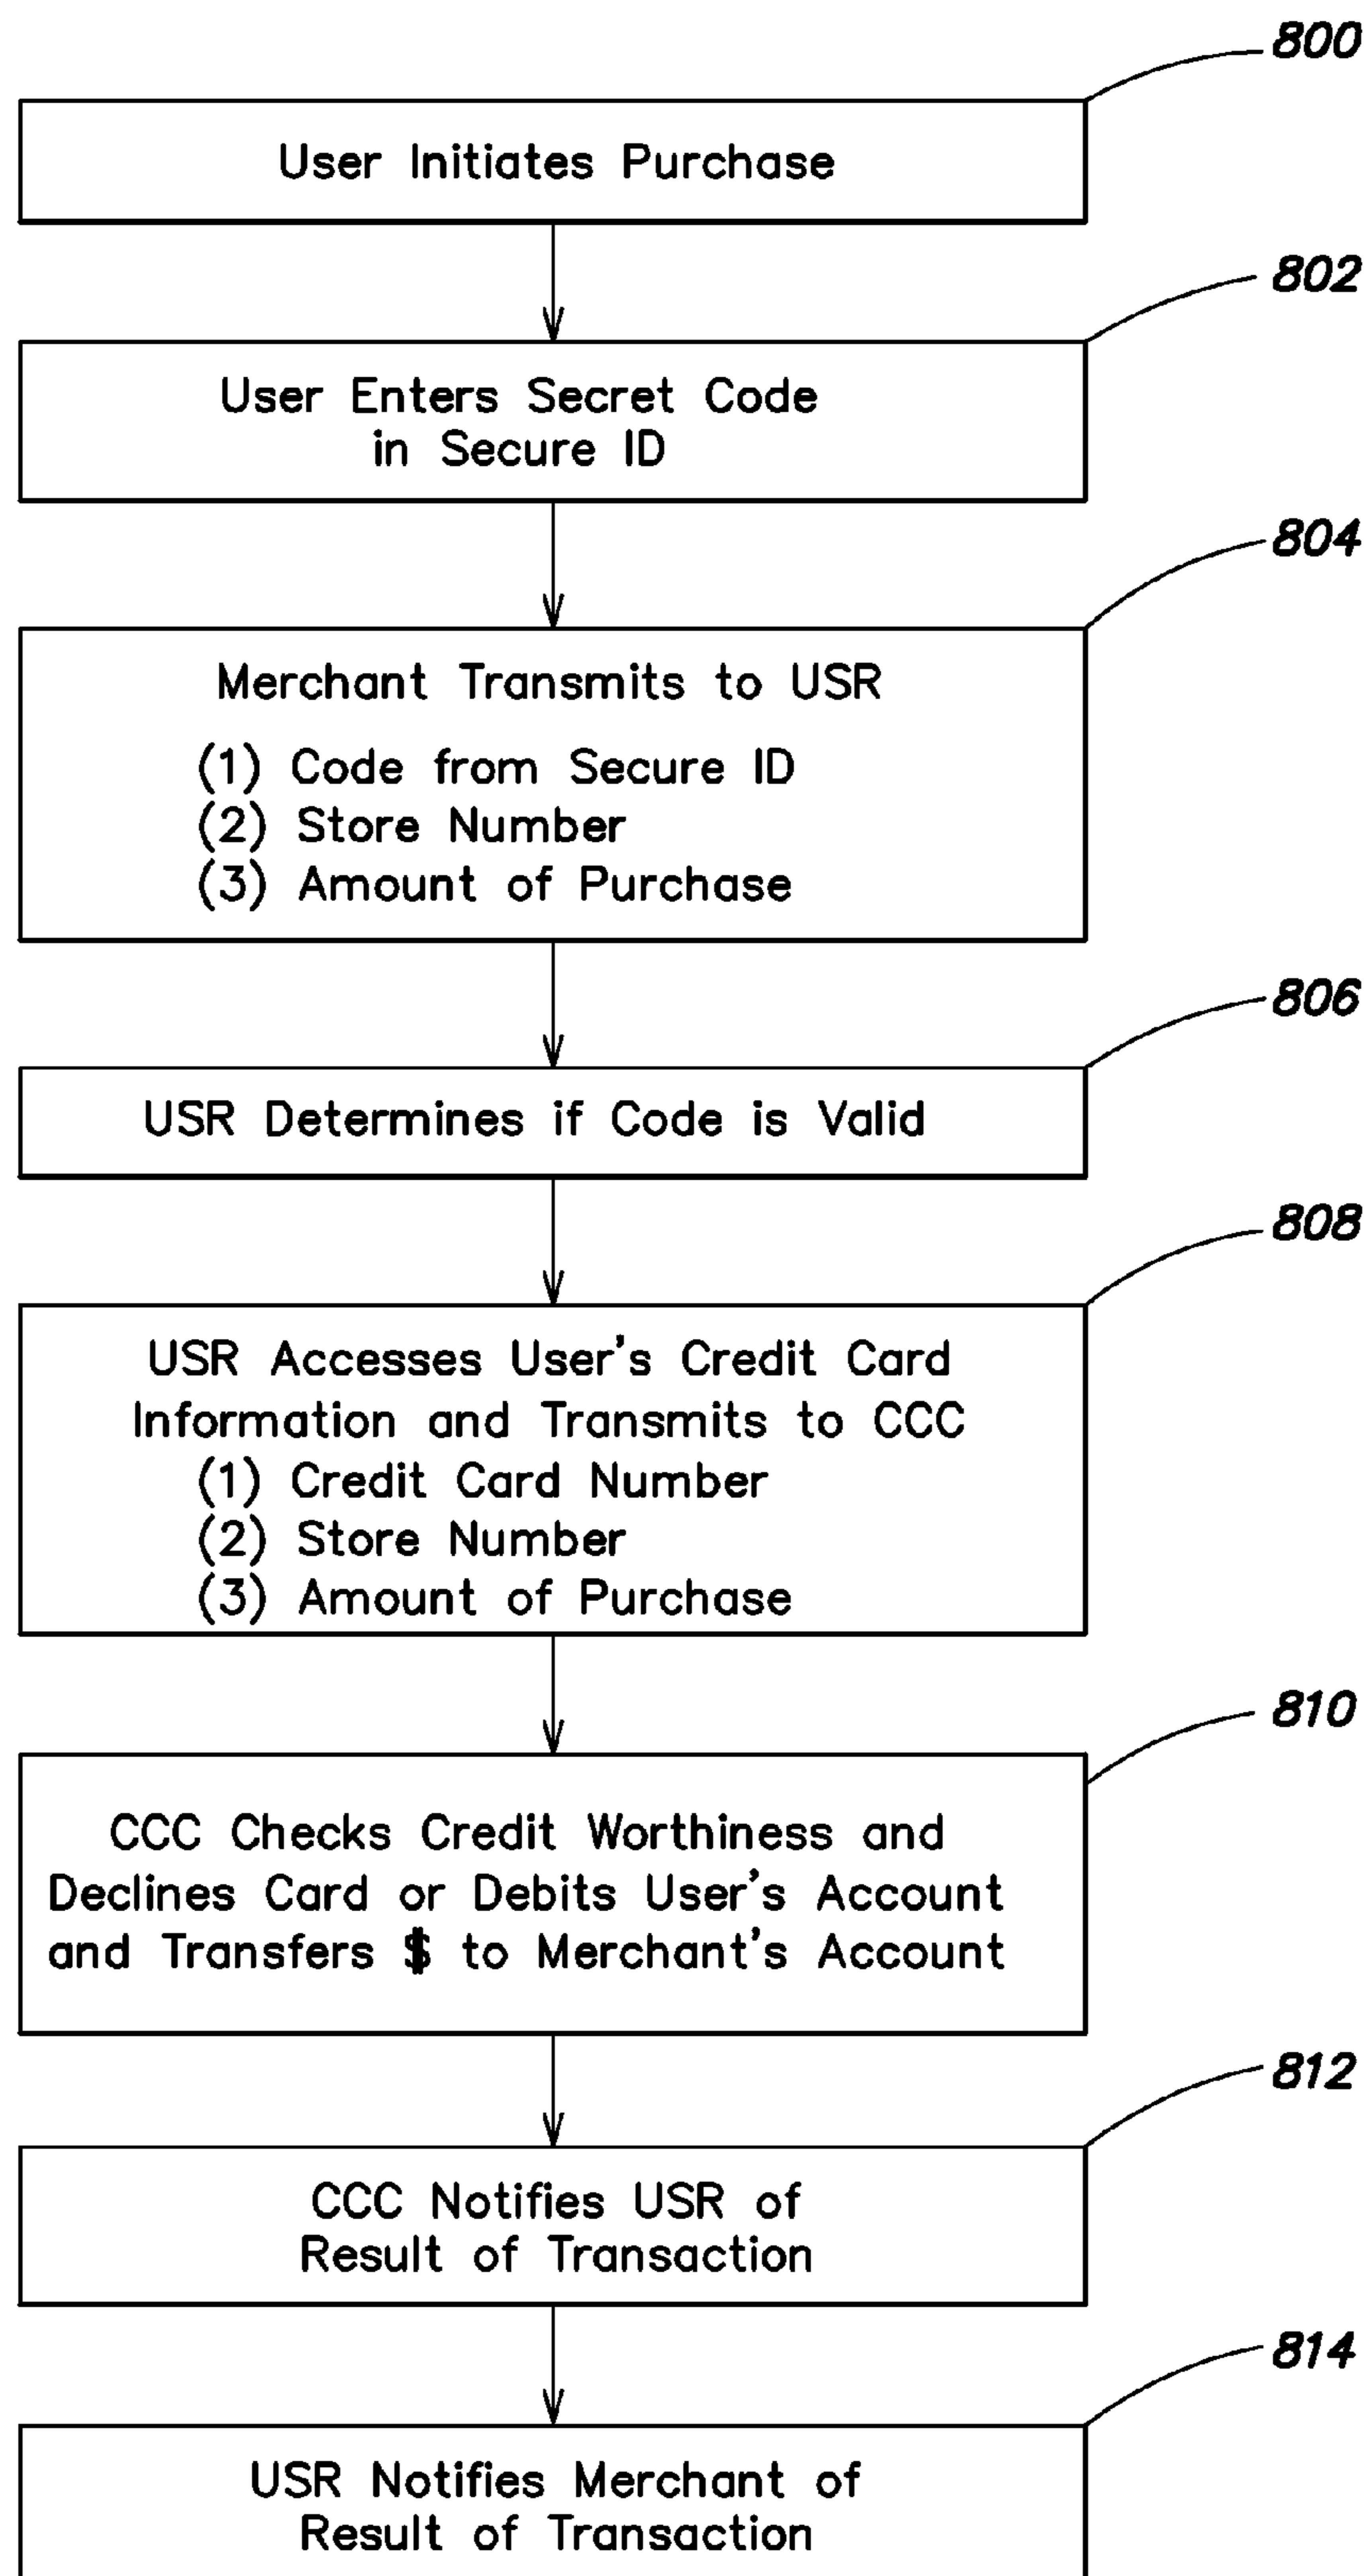 800
User Initiates Purchase
802
User Enters Secret Code
in Secure ID
804
Merchant Transmits to USR
(1) Code from Secure ID
(2) Store Number
(3) Amount of Purchase
806
USR Determines if Code is Valid
808
USR Accesses User's Credit Card
Information and Transmits to CCC
(1) Credit Card Number
(2) Store Number
(3) Amount of Purchase
810
CCC Checks Credit Worthiness and
Declines Card or Debits User's Account
and Transfers $ to Merchant's Account
812
CCC Notifies USR of
Result of Transaction
814
USR Notifies Merchant of
Result of Transaction